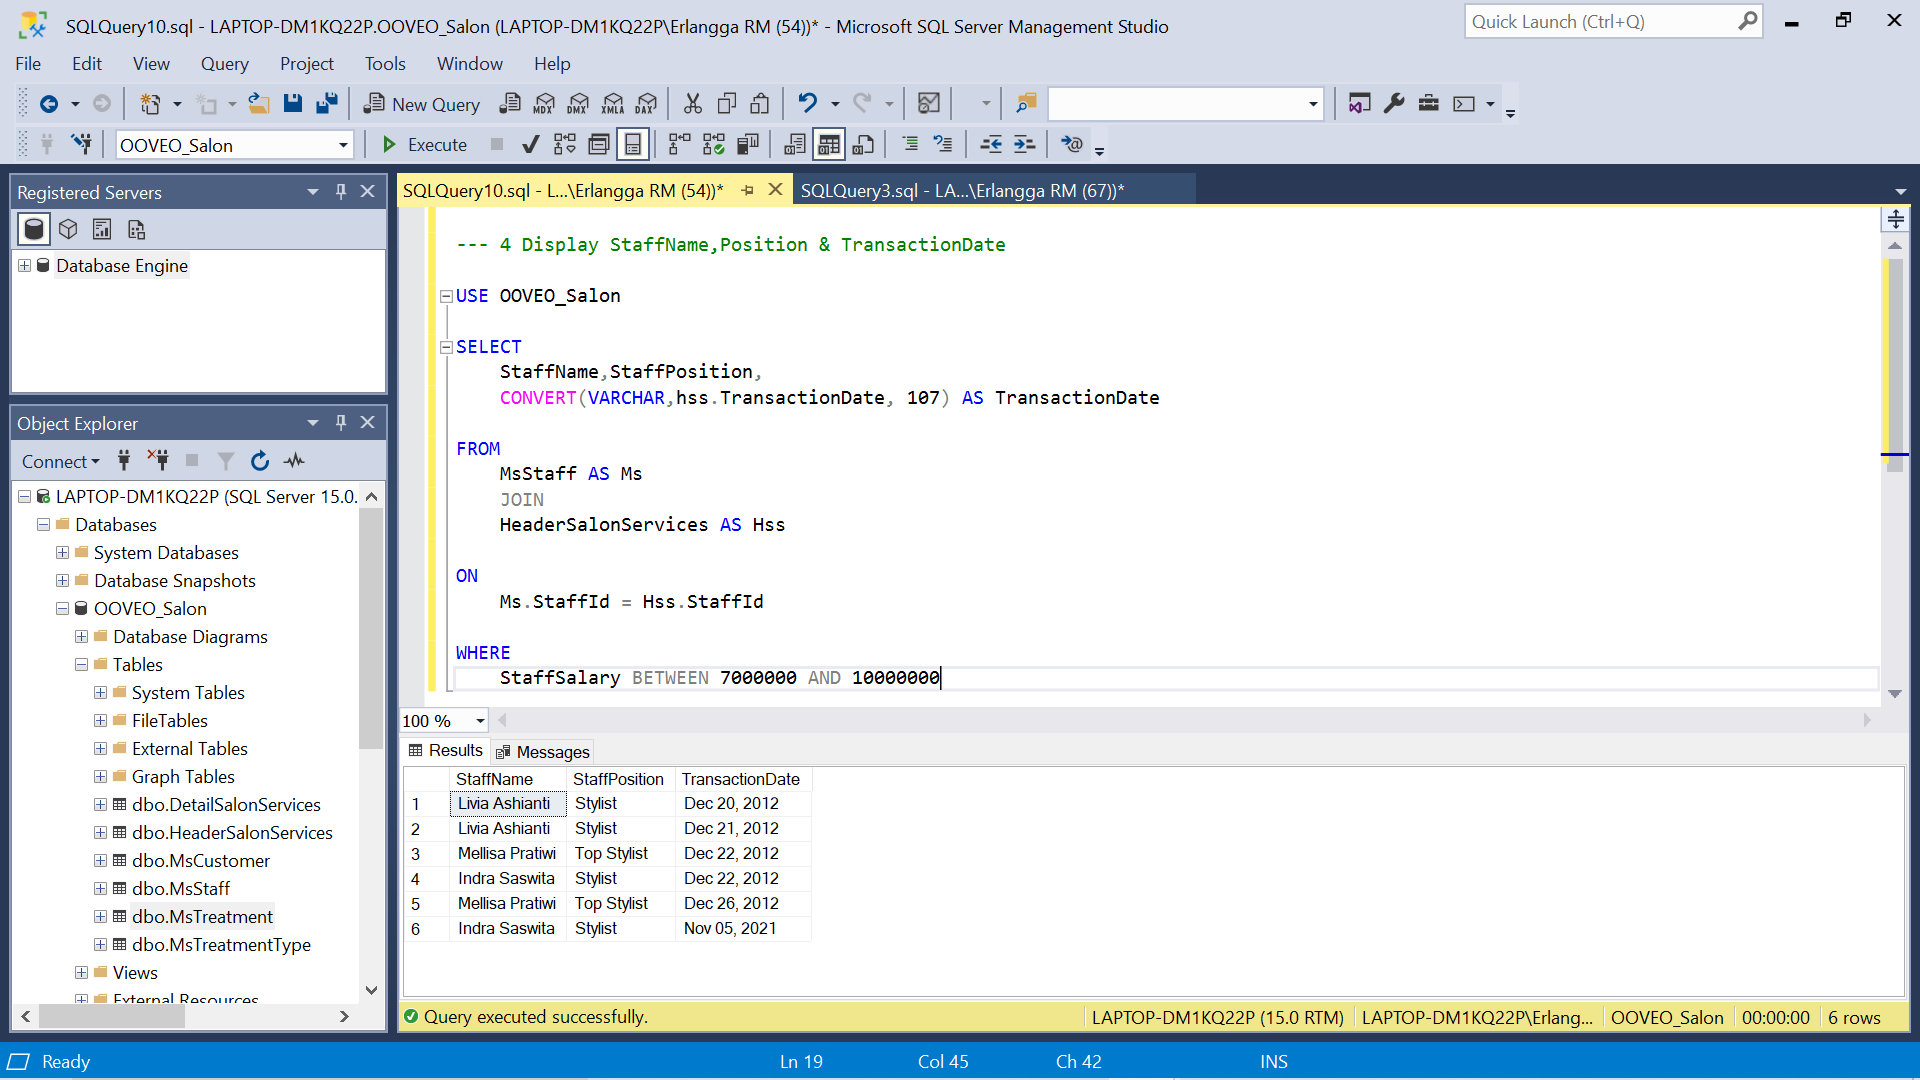 SQLQuery10.sql - LAPTOP-DM1KQ22P.OOVEO_Salon (LAPTOP-DM1KQ22P\Erlangga RM (54))* - Microsoft SQL Server Management Studio
Quick Launch (Ctrl+Q)
File Edit View Query Project Tools Window Help
New Query MDX DMX XMLA DAX
OOVEO_Salon Execute
Registered Servers
Database Engine
Object Explorer
Connect
LAPTOP-DM1KQ22P (SQL Server 15.0.
Databases
System Databases
Database Snapshots
OOVEO_Salon
Database Diagrams
Tables
System Tables
FileTables
External Tables
Graph Tables
dbo.DetailSalonServices
dbo.HeaderSalonServices
dbo.MsCustomer
dbo.MsStaff
dbo.MsTreatment
dbo.MsTreatmentType
Views
External Resources
SQLQuery10.sql - L...\Erlangga RM (54))* SQLQuery3.sql - LA...\Erlangga RM (67))*
--- 4 Display StaffName,Position & TransactionDate
USE OOVEO_Salon
SELECT
StaffName,StaffPosition,
CONVERT(VARCHAR,hss.TransactionDate, 107) AS TransactionDate
FROM
MsStaff AS Ms
JOIN
HeaderSalonServices AS Hss
ON
Ms.StaffId = Hss.StaffId
WHERE
StaffSalary BETWEEN 7000000 AND 10000000
100 %
Results Messages
StaffName StaffPosition TransactionDate
1 Livia Ashianti Stylist Dec 20, 2012
2 Livia Ashianti Stylist Dec 21, 2012
3 Mellisa Pratiwi Top Stylist Dec 22, 2012
4 Indra Saswita Stylist Dec 22, 2012
5 Mellisa Pratiwi Top Stylist Dec 26, 2012
6 Indra Saswita Stylist Nov 05, 2021
Query executed successfully. LAPTOP-DM1KQ22P (15.0 RTM) LAPTOP-DM1KQ22P\Erlang... OOVEO_Salon 00:00:00 6 rows
Ready Ln 19 Col 45 Ch 42 INS